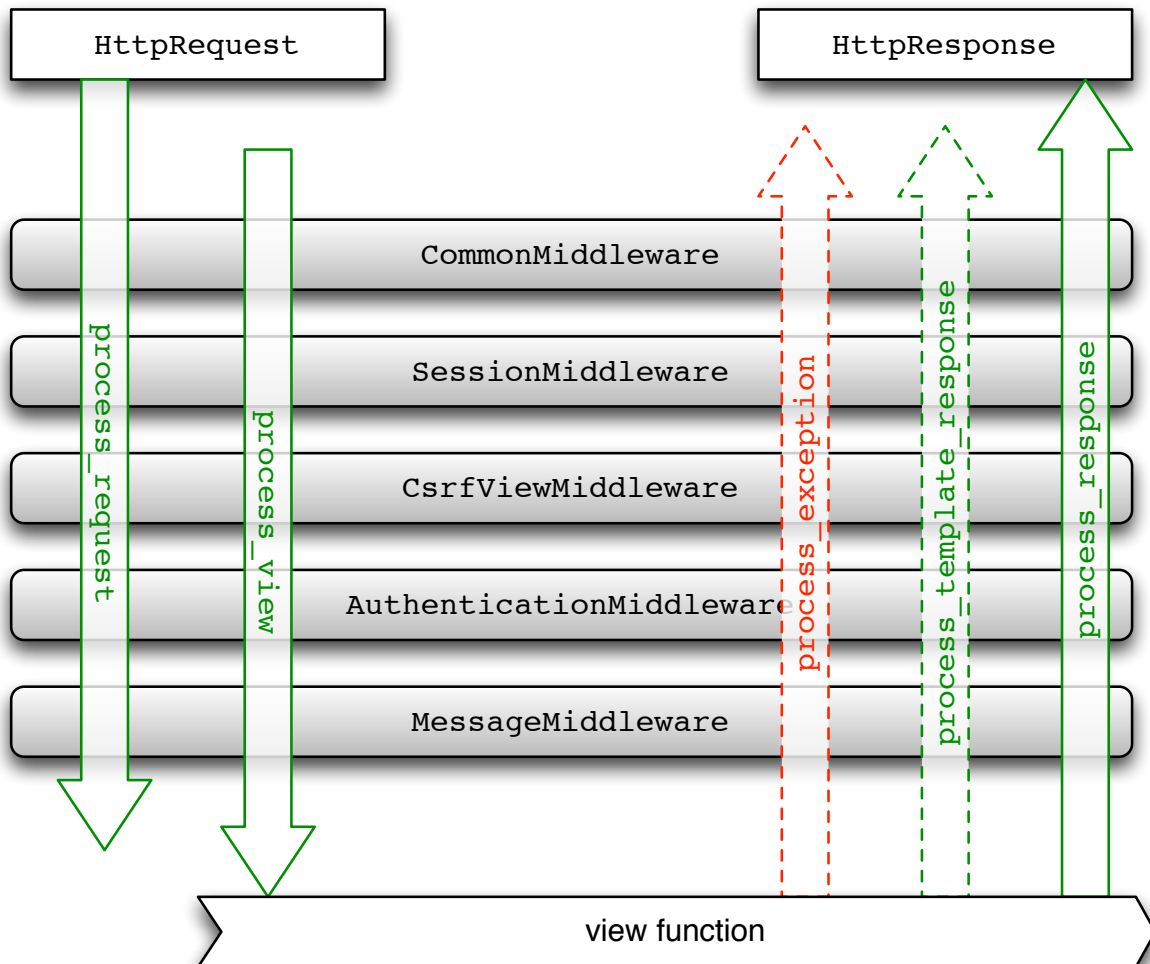 HttpRequest
HttpResponse
CommonMiddleware
SessionMiddleware
CsrfViewMiddleware
AuthenticationMiddleware
MessageMiddleware
process_request
process_view
process_exception
process_template_response
process_response
view function